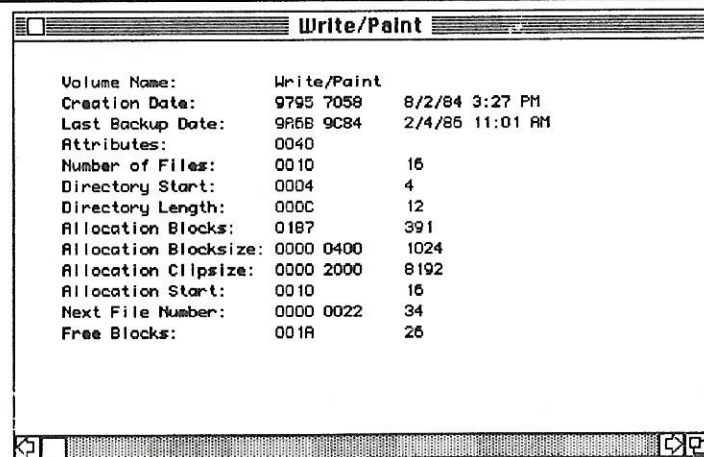 Write/Paint
Volume Name: Write/Paint
Creation Date: 9795 7058 8/2/84 3:27 PM
Last Backup Date: 9A6B 9C84 2/4/86 11:01 AM
Attributes: 0040
Number of Files: 0010 16
Directory Start: 0004 4
Directory Length: 000C 12
Allocation Blocks: 0187 391
Allocation Blocksize: 0000 0400 1024
Allocation Clipsize: 0000 2000 8192
Allocation Start: 0010 16
Next File Number: 0000 0022 34
Free Blocks: 001A 26